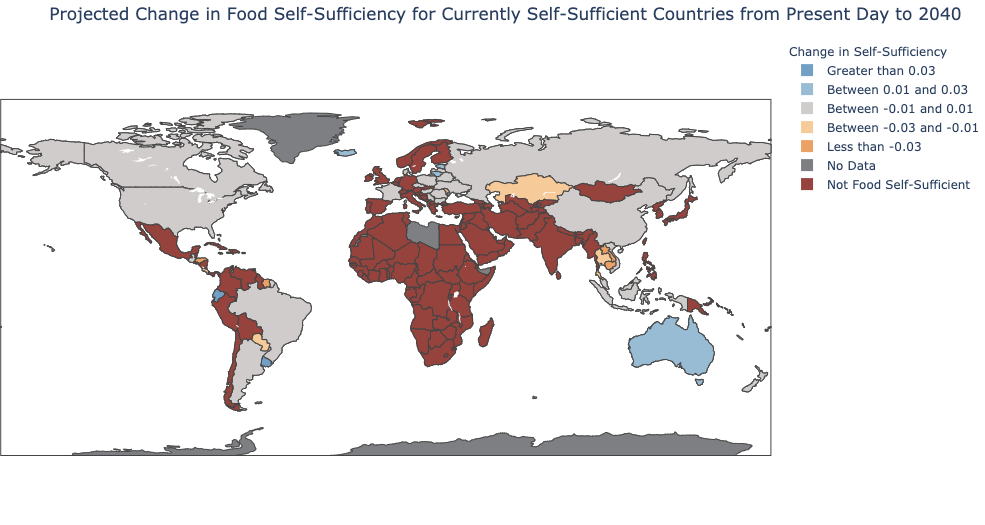 Projected Change in Food Self-Sufficiency for Currently Self-Sufficient Countries from Present Day to 2040
Change in Self-Sufficiency
Greater than 0.03
Between 0.01 and 0.03
Between -0.01 and 0.01
Between -0.03 and -0.01
Less than -0.03
No Data
Not Food Self-Sufficient